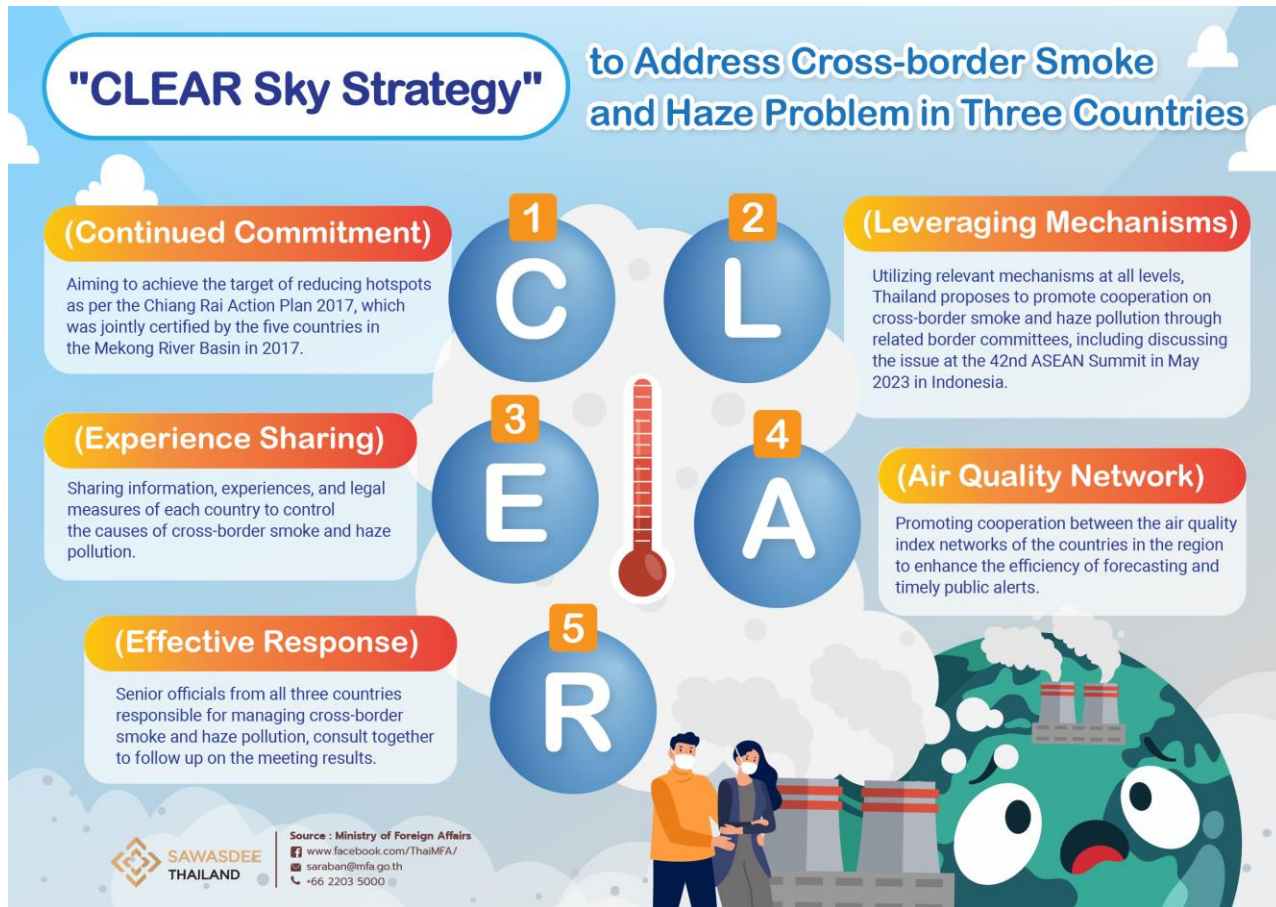 "CLEAR Sky Strategy"
to Address Cross-border Smoke
and Haze Problem in Three Countries
1
C
(Continued Commitment)
Aiming to achieve the target of reducing hotspots
as per the Chiang Rai Action Plan 2017, which
was jointly certified by the five countries in
the Mekong River Basin in 2017.
2
L
(Leveraging Mechanisms)
Utilizing relevant mechanisms at all levels,
Thailand proposes to promote cooperation on
cross-border smoke and haze pollution through
related border committees, including discussing
the issue at the 42nd ASEAN Summit in May
2023 in Indonesia.
3
E
(Experience Sharing)
Sharing information, experiences, and legal
measures of each country to control
the causes of cross-border smoke and haze
pollution.
4
A
(Air Quality Network)
Promoting cooperation between the air quality
index networks of the countries in the region
to enhance the efficiency of forecasting and
timely public alerts.
5
R
(Effective Response)
Senior officials from all three countries
responsible for managing cross-border
smoke and haze pollution, consult together
to follow up on the meeting results.
SAWASDEE
THAILAND
Source : Ministry of Foreign Affairs
www.facebook.com/ThaiMFA/
saraban@mfa.go.th
+66 2203 5000